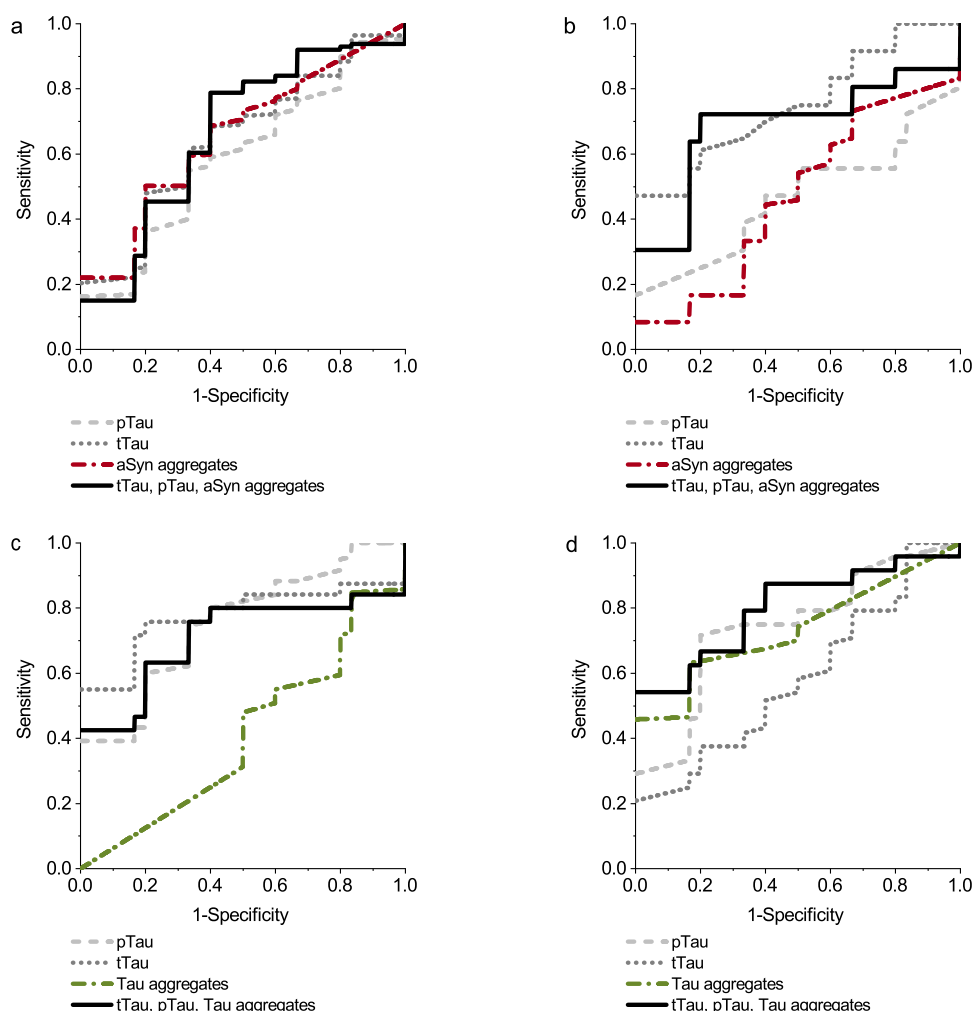 a
1.0
0.8
0.6
0.4
0.2
0.0
Sensitivity
0.0 0.2 0.4 0.6 0.8 1.0
1-Specificity
pTau
tTau
aSyn aggregates
tTau, pTau, aSyn aggregates
b
1.0
0.8
0.6
0.4
0.2
0.0
Sensitivity
0.0 0.2 0.4 0.6 0.8 1.0
1-Specificity
pTau
tTau
aSyn aggregates
tTau, pTau, aSyn aggregates
c
1.0
0.8
0.6
0.4
0.2
0.0
Sensitivity
0.0 0.2 0.4 0.6 0.8 1.0
1-Specificity
pTau
tTau
Tau aggregates
tTau, pTau, Tau aggregates
d
1.0
0.8
0.6
0.4
0.2
0.0
Sensitivity
0.0 0.2 0.4 0.6 0.8 1.0
1-Specificity
pTau
tTau
Tau aggregates
tTau, pTau, Tau aggregates